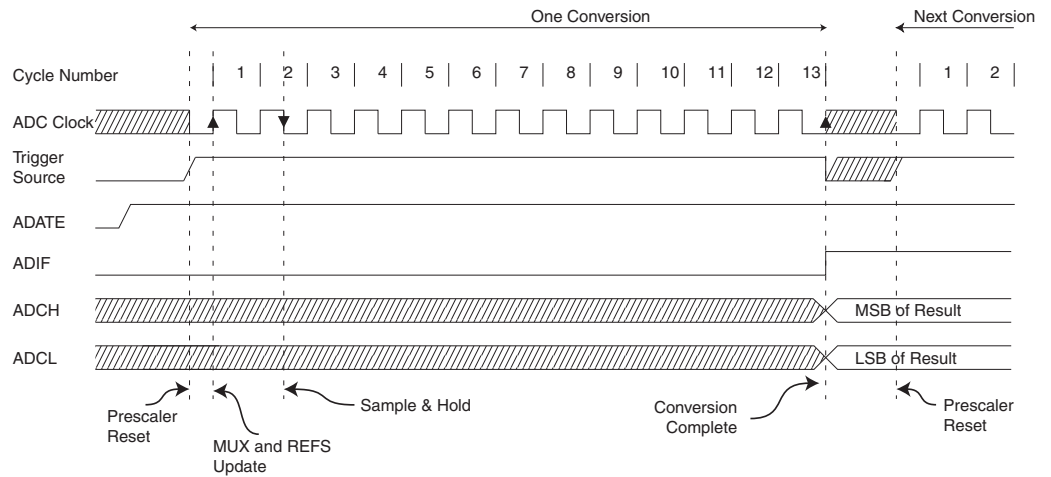 One Conversion
Next Conversion
Cycle Number
1 2 3 4 5 6 7 8 9 10 11 12 13 1 2
ADC Clock
Trigger
Source
ADATE
ADIF
ADCH
MSB of Result
ADCL
LSB of Result
Prescaler
Reset
MUX and REFS
Update
Sample & Hold
Conversion
Complete
Prescaler
Reset